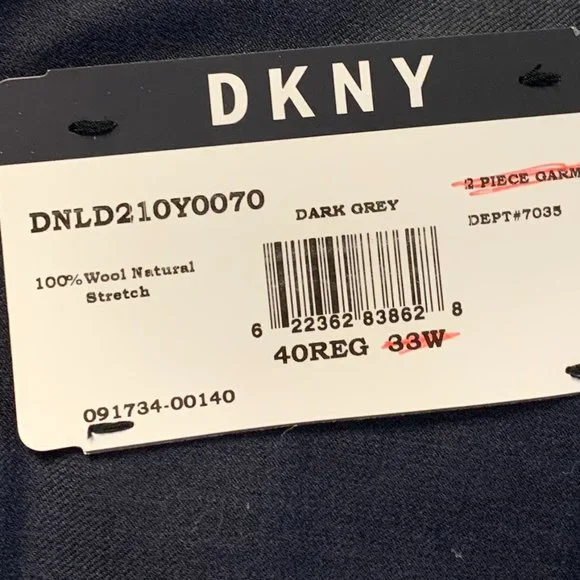 DKNY
DNLD210Y0070
DARK GREY
2 PIECE GARM
DEPT#7035
100% Wool Natural
Stretch
6 22362 83862 8
40REG 33W
091734-00140